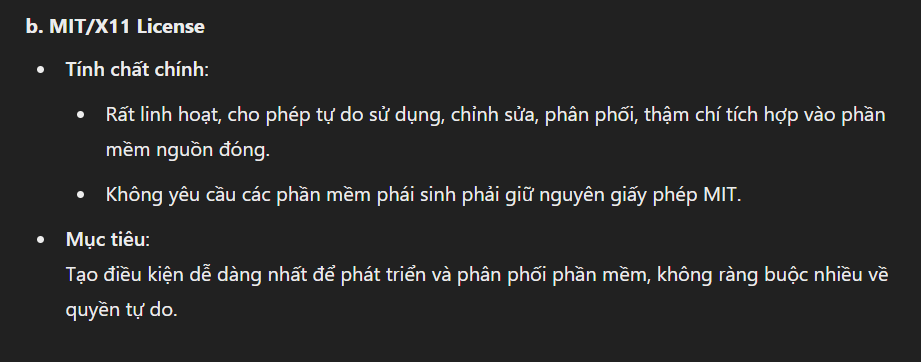 b. MIT/X11 License
• Tính chất chính:
• Rất linh hoạt, cho phép tự do sử dụng, chỉnh sửa, phân phối, thậm chí tích hợp vào phần
mềm nguồn đóng.
• Không yêu cầu các phần mềm phái sinh phải giữ nguyên giấy phép MIT.
• Mục tiêu:
Tạo điều kiện dễ dàng nhất để phát triển và phân phối phần mềm, không ràng buộc nhiều về
quyền tự do.